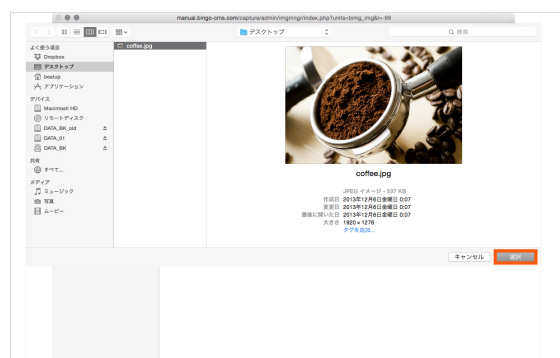 manual.bingo-cms.com/capture/admin/imgmngr/index.php?units=bimg_img&l=-99
デスクトップ
検索
よく使う項目
Dropbox
デスクトップ
bestup
アプリケーション
デバイス
Macintosh HD
リモートディスク
DATA_BK_old
DATA_01
DATA_BK
共有
すべて...
メディア
ミュージック
写真
ムービー
coffee.jpg
coffee.jpg
JPEG イメージ - 837 KB
作成日 2013年12月6日金曜日 0:07
変更日 2013年12月6日金曜日 0:07
最後に開いた日 2013年12月6日金曜日 0:07
大きさ 1920 × 1276
タグを追加...
キャンセル
選択